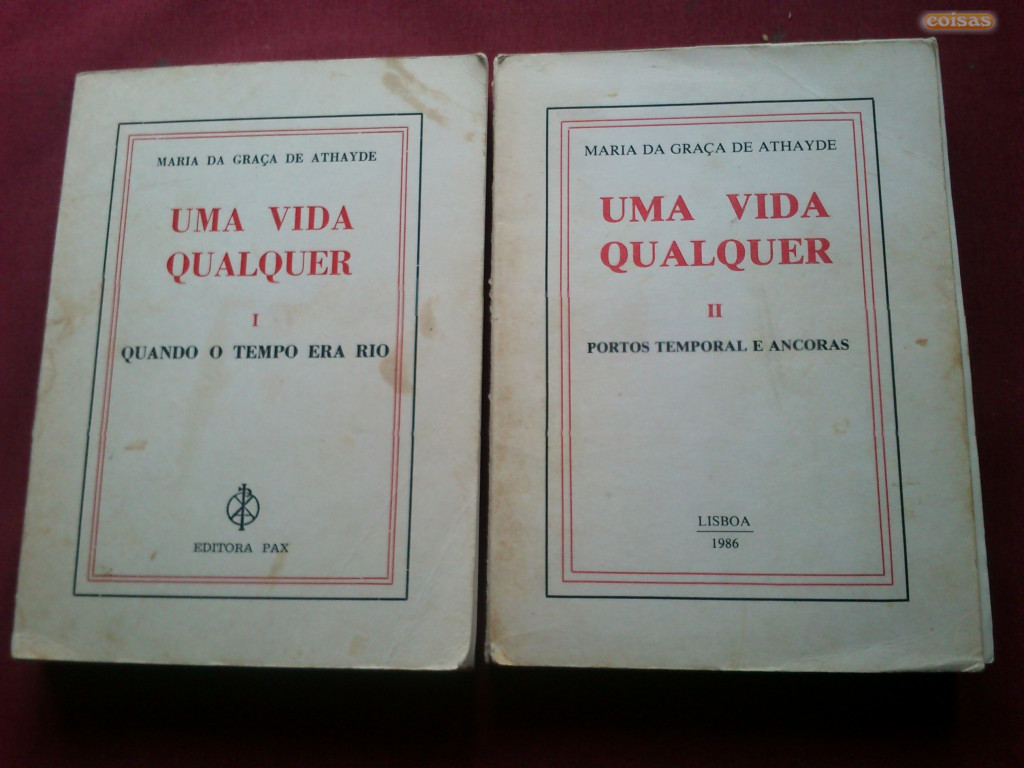 coisas
MARIA DA GRAÇA DE ATHAYDE
UMA VIDA
QUALQUER
I
QUANDO O TEMPO ERA RIO
EDITORA PAX
MARIA DA GRAÇA DE ATHAYDE
UMA VIDA
QUALQUER
II
PORTOS TEMPORAL E ANCORAS
LISBOA
1986